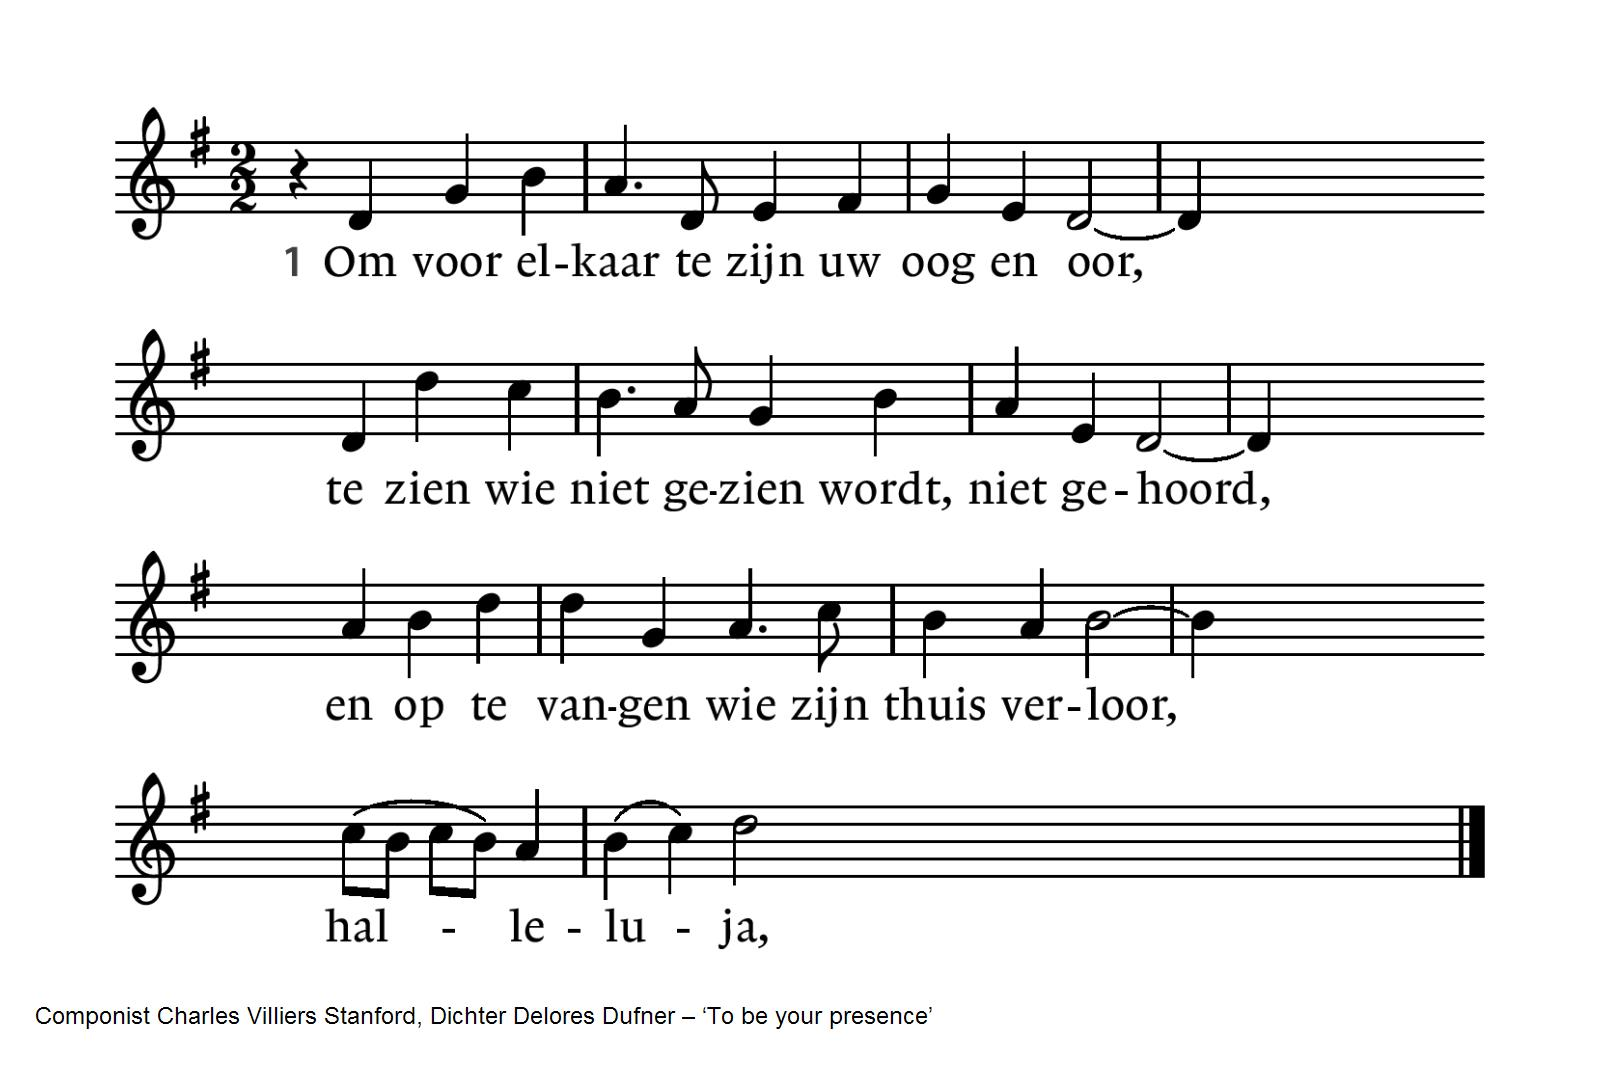 1 Om voor el-kaar te zijn uw oog en oor,
te zien wie niet ge-zien wordt, niet ge-hoord,
en op te van-gen wie zijn thuis ver-loor,
hal - le - lu - ja,
Componist Charles Villiers Stanford, Dichter Delores Dufner – ‘To be your presence’